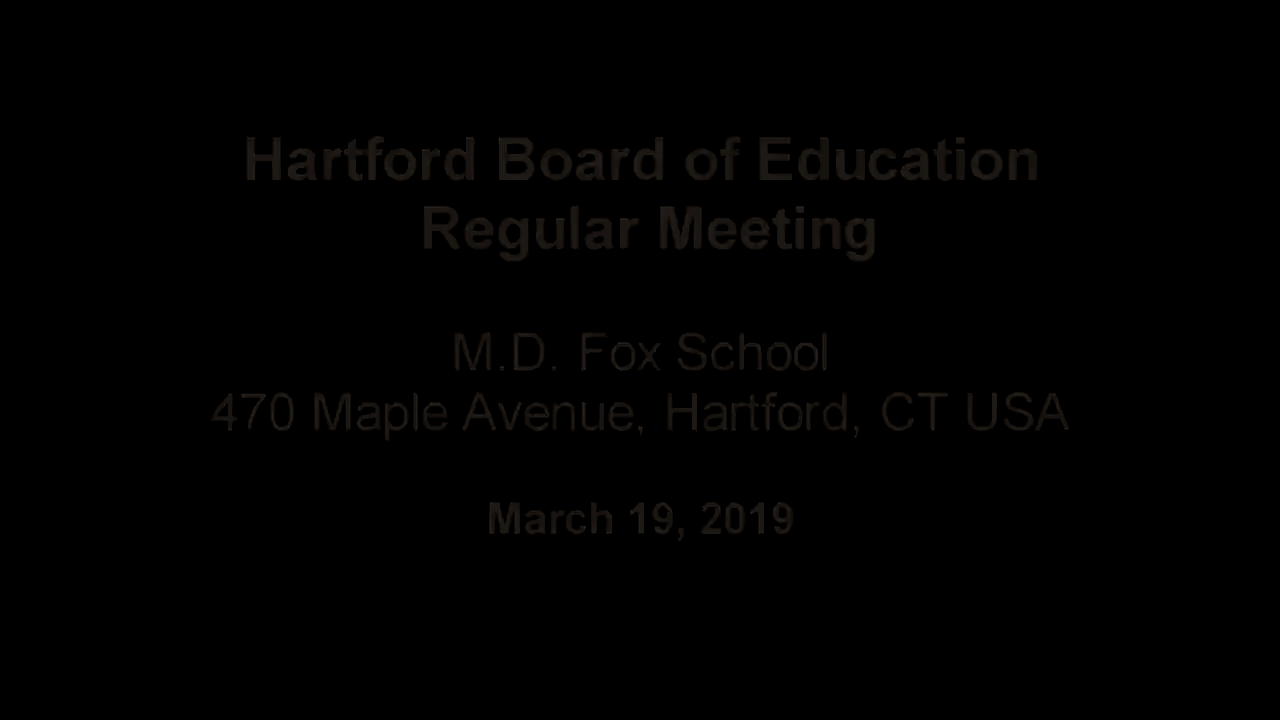 Hartford Board of Education
Regular Meeting
M.D. Fox School
470 Maple Avenue, Hartford, CT USA
March 19, 2019